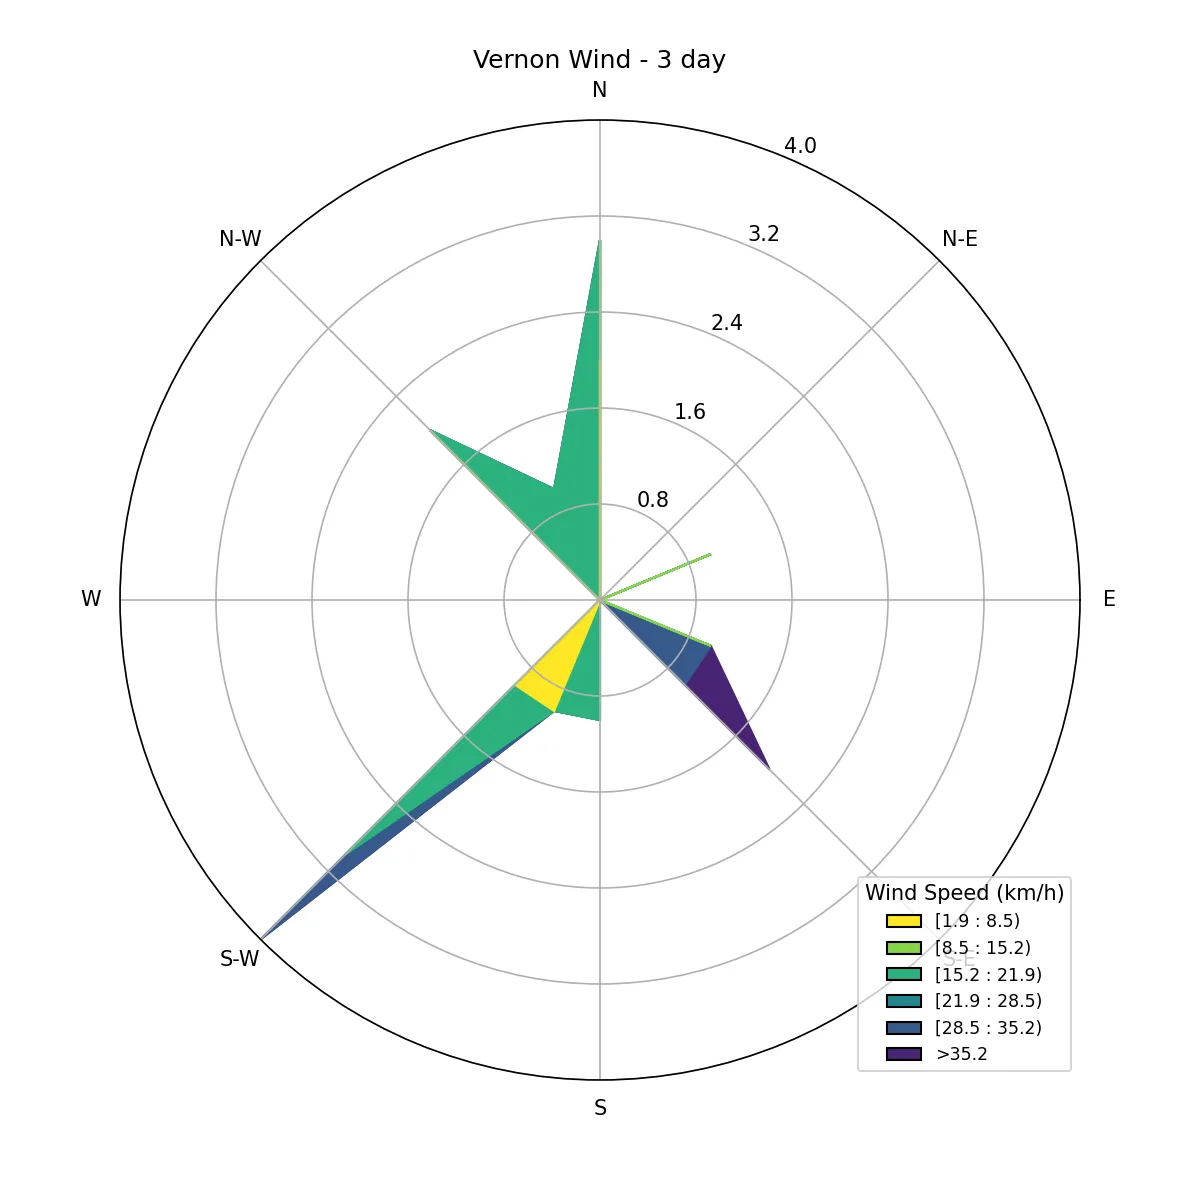 Vernon Wind - 3 day
N
4.0
N-W
3.2
N-E
2.4
1.6
0.8
W
E
Wind Speed (km/h)
[1.9 : 8.5)
[8.5 : 15.2)
S-W
S-E
[15.2 : 21.9)
[21.9 : 28.5)
[28.5 : 35.2)
>35.2
S